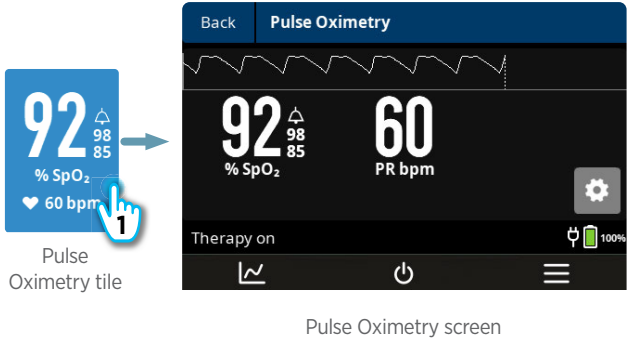 Back Pulse Oximetry
92
98
85
% SpO₂
60 bpm
1
Pulse
Oximetry tile
92
98
85
% SpO₂
60
PR bpm
Therapy on
100%
Pulse Oximetry screen